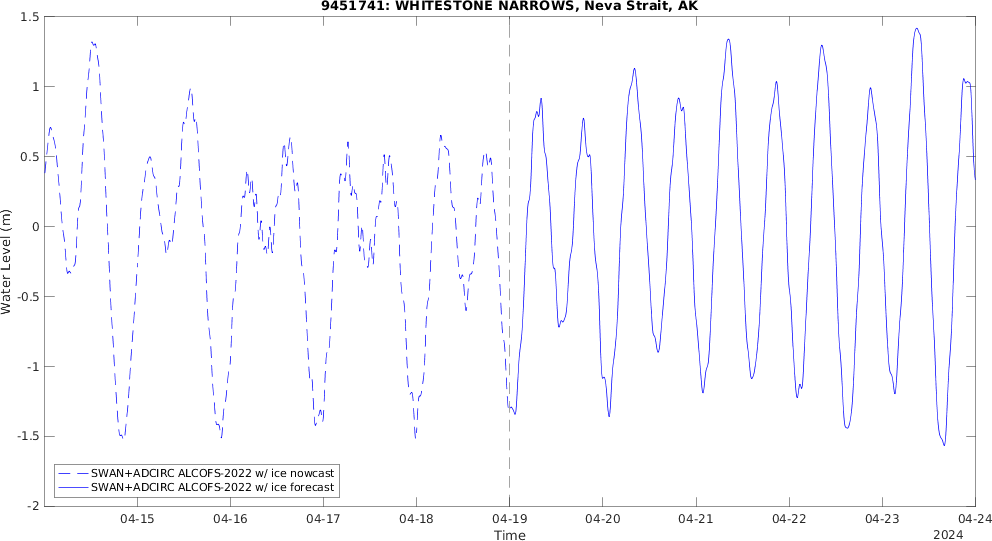 9451741: WHITESTONE NARROWS, Neva Strait, AK
1.5
1
0.5
0
-0.5
-1
-1.5
-2
Water Level (m)
SWAN+ADCIRC ALCOFS-2022 w/ ice nowcast
SWAN+ADCIRC ALCOFS-2022 w/ ice forecast
04-15 04-16 04-17 04-18 04-19 04-20 04-21 04-22 04-23 04-24
Time
2024